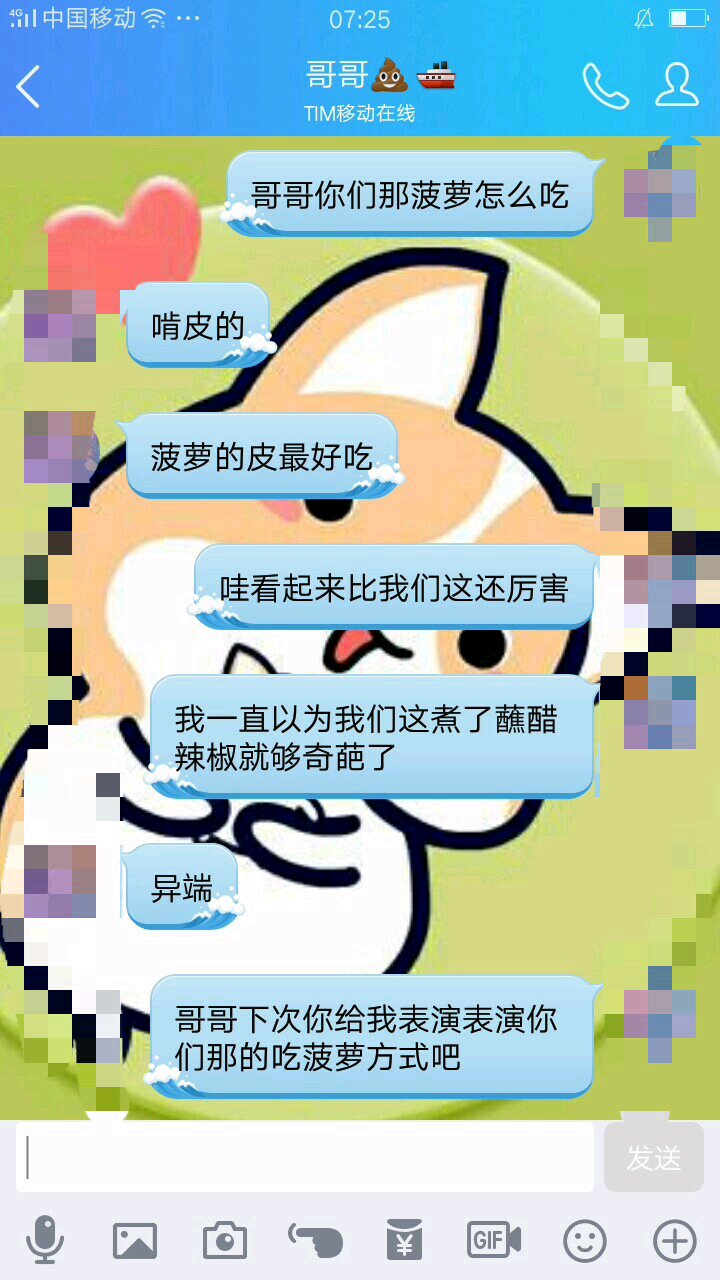 4G 中国移动 07:25
哥哥💩🚢
TIM移动在线
哥哥你们那菠萝怎么吃
啃皮的
菠萝的皮最好吃
哇看起来比我们这还厉害
我一直以为我们这煮了蘸醋
辣椒就够奇葩了
异端
哥哥下次你给我表演表演你
们那的吃菠萝方式吧
发送
¥
GIF